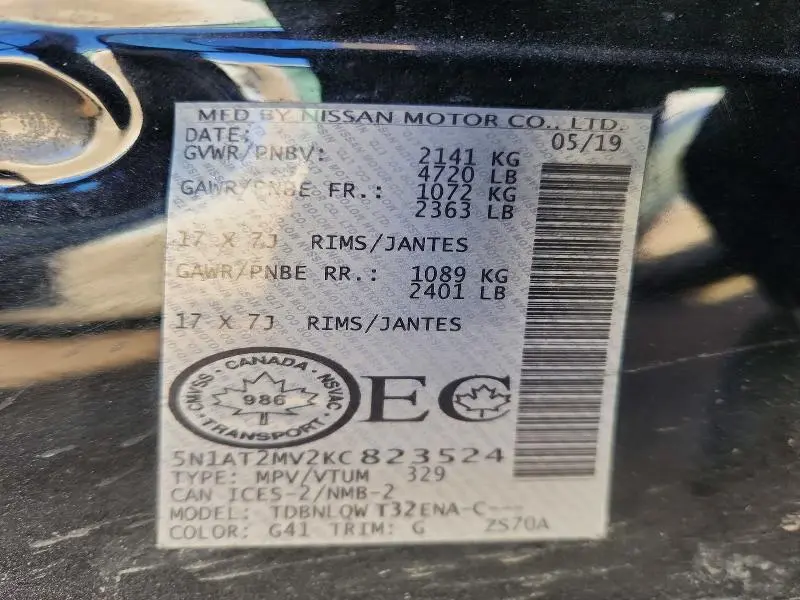 MFD BY NISSAN MOTOR CO., LTD.
DATE: 05/19
GVWR/PNBV: 2141 KG
4720 LB
GAWR/PNBE FR.: 1072 KG
2363 LB
17 X 7J RIMS/JANTES
GAWR/PNBE RR.: 1089 KG
2401 LB
17 X 7J RIMS/JANTES
CANADA
CMVSS · NSVAC
986
TRANSPORT
EC
5N1AT2MV2KC823524
TYPE: MPV/VTUM 329
CAN ICES-2/NMB-2
MODEL: TDBNLQW T32ENA-C---
COLOR: G41 TRIM: G ZS70A